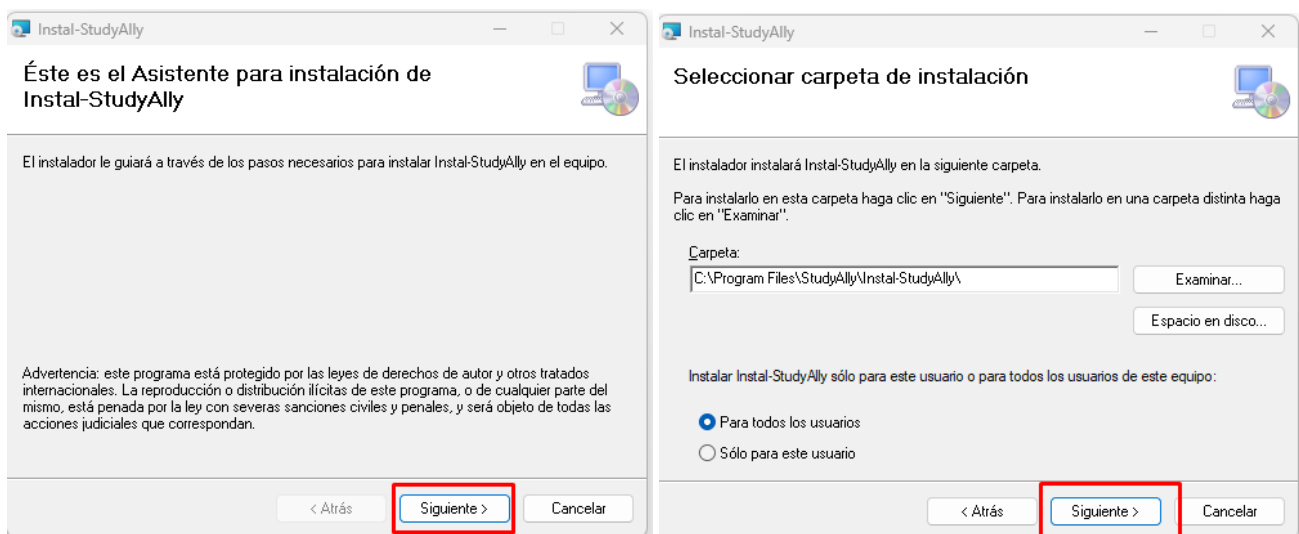 Instal-StudyAlly
Éste es el Asistente para instalación de
Instal-StudyAlly
El instalador le guiará a través de los pasos necesarios para instalar Instal-StudyAlly en el equipo.
Advertencia: este programa está protegido por las leyes de derechos de autor y otros tratados
internacionales. La reproducción o distribución ilícitas de este programa, o de cualquier parte del
mismo, está penada por la ley con severas sanciones civiles y penales, y será objeto de todas las
acciones judiciales que correspondan.
< Atrás
Siguiente >
Cancelar
Instal-StudyAlly
Seleccionar carpeta de instalación
El instalador instalará Instal-StudyAlly en la siguiente carpeta.
Para instalarlo en esta carpeta haga clic en "Siguiente". Para instalarlo en una carpeta distinta haga
clic en "Examinar".
Carpeta:
C:\Program Files\StudyAlly\Instal-StudyAlly\
Examinar...
Espacio en disco...
Instalar Instal-StudyAlly sólo para este usuario o para todos los usuarios de este equipo:
Para todos los usuarios
Sólo para este usuario
< Atrás
Siguiente >
Cancelar